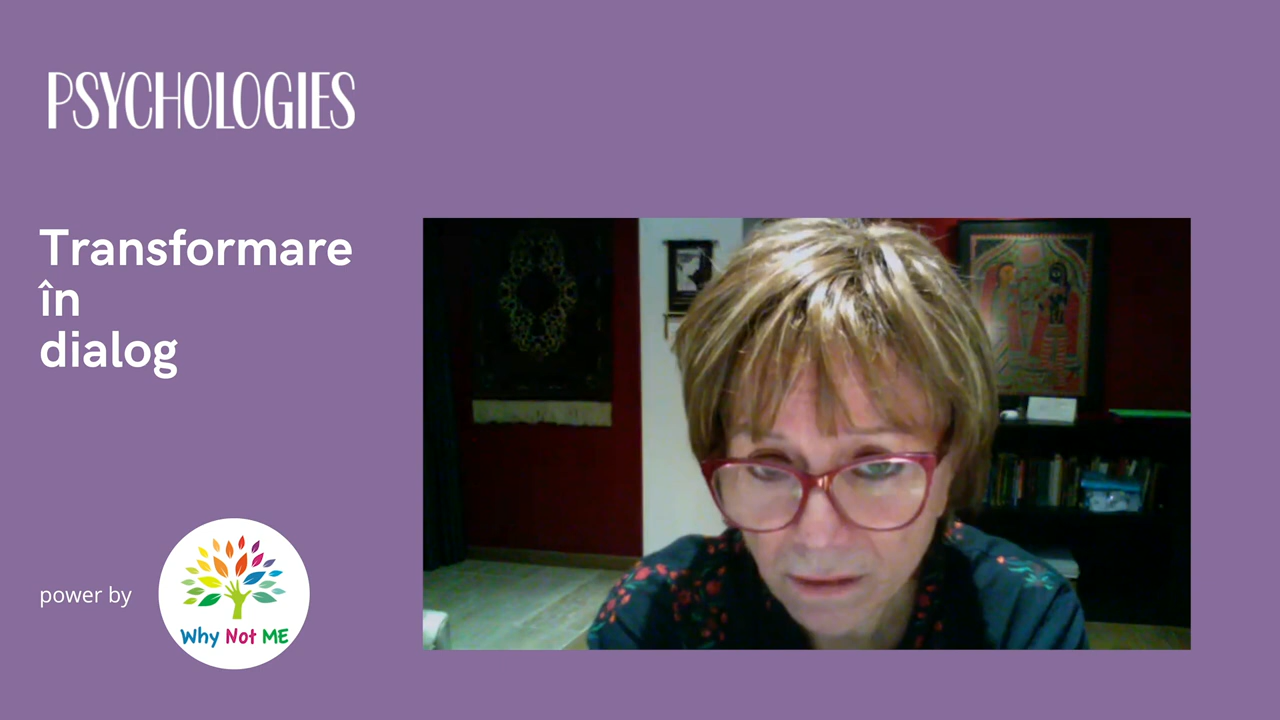 PSYCHOLOGIES
Transformare
în
dialog
power by
Why Not ME